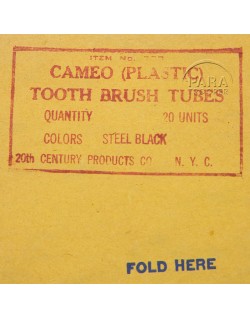 ITEM NO.
CAMEO (PLASTIC)
TOOTH BRUSH TUBES
QUANTITY 20 UNITS
COLORS STEEL BLACK
20th CENTURY PRODUCTS CO N. Y. C.
FOLD HERE
PARA